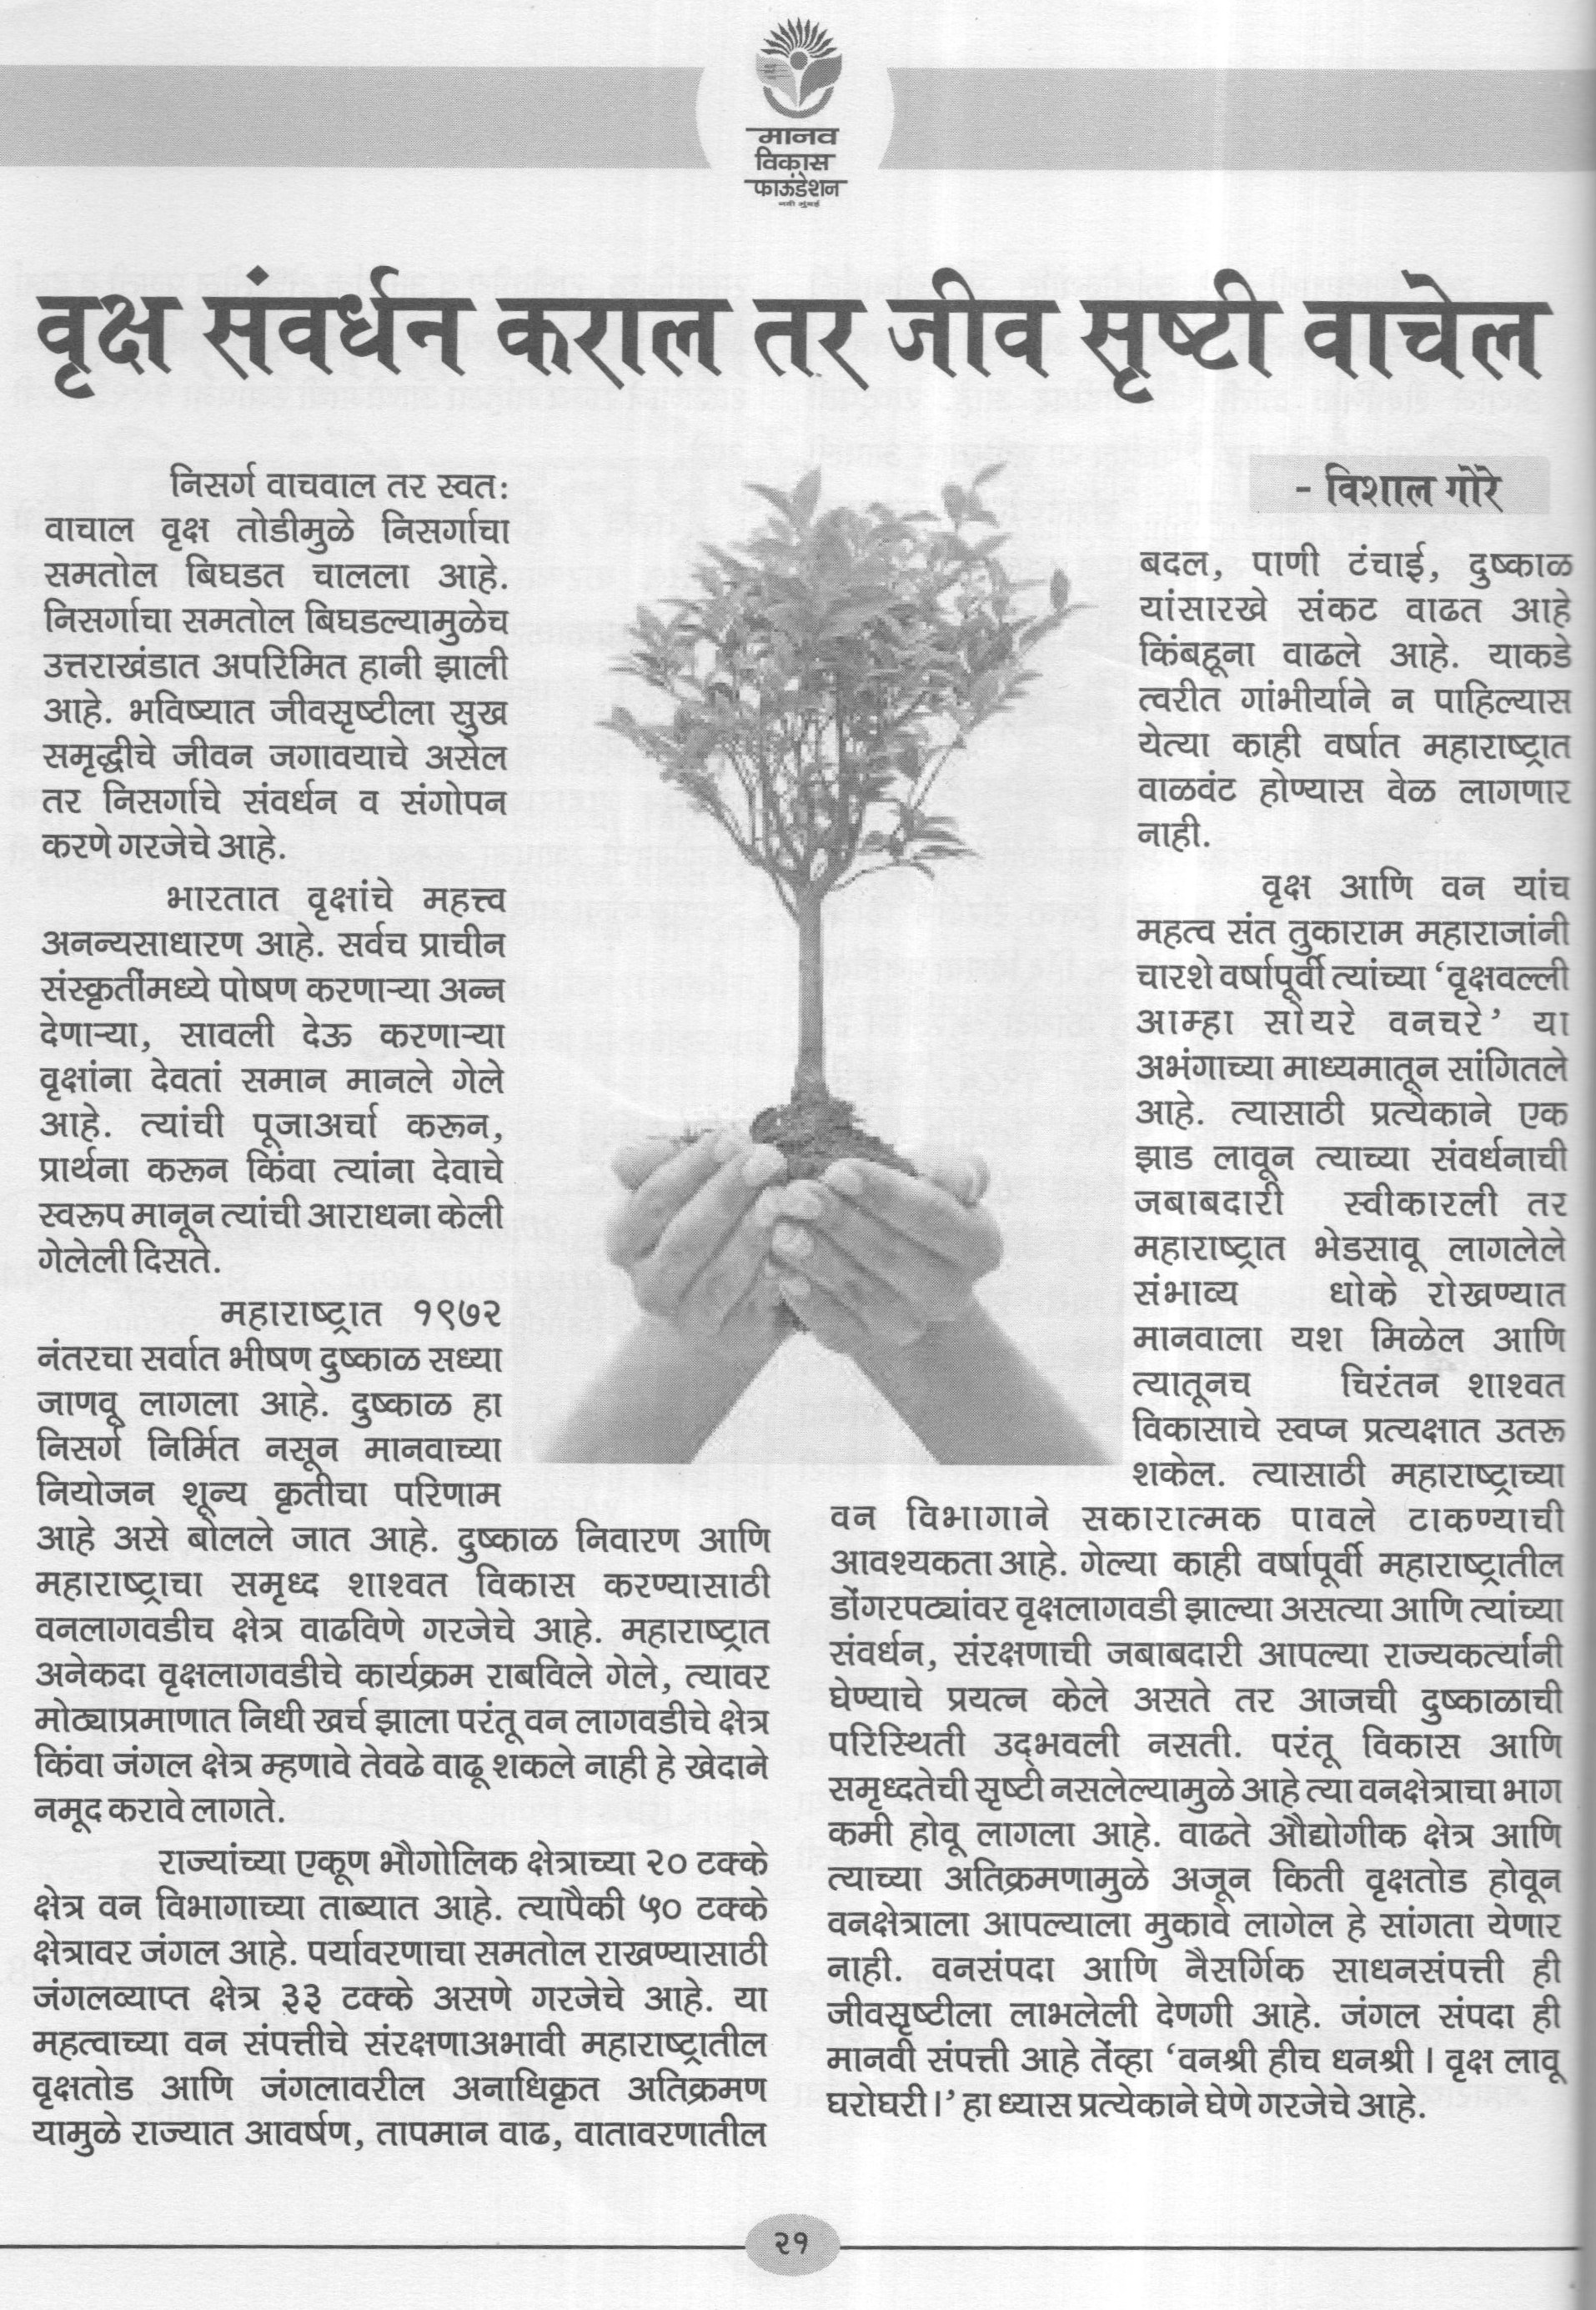 मानव
विकास
फाऊंडेशन
नवी मुंबई
वृक्ष संवर्धन कराल तर जीव सृष्टी वाचेल
निसर्ग वाचवाल तर स्वतः
वाचाल वृक्ष तोडीमुळे निसर्गाचा
समतोल बिघडत चालला आहे.
निसर्गाचा समतोल बिघडल्यामुळेच
उत्तराखंडात अपरिमित हानी झाली
आहे. भविष्यात जीवसृष्टीला सुख
समृद्धीचे जीवन जगावयाचे असेल
तर निसर्गाचे संवर्धन व संगोपन
करणे गरजेचे आहे.
भारतात वृक्षांचे महत्त्व
अनन्यसाधारण आहे. सर्वच प्राचीन
संस्कृतींमध्ये पोषण करणाऱ्या अन्न
देणाऱ्या, सावली देऊ करणाऱ्या
वृक्षांना देवतां समान मानले गेले
आहे. त्यांची पूजाअर्चा करून,
प्रार्थना करून किंवा त्यांना देवाचे
स्वरूप मानून त्यांची आराधना केली
गेलेली दिसते.
महाराष्ट्रात १९७२
नंतरचा सर्वात भीषण दुष्काळ सध्या
जाणवू लागला आहे. दुष्काळ हा
निसर्ग निर्मित नसून मानवाच्या
नियोजन शून्य कृतीचा परिणाम
आहे असे बोलले जात आहे. दुष्काळ निवारण आणि
महाराष्ट्राचा समृध्द शाश्वत विकास करण्यासाठी
वनलागवडीच क्षेत्र वाढविणे गरजेचे आहे. महाराष्ट्रात
अनेकदा वृक्षलागवडीचे कार्यक्रम राबविले गेले, त्यावर
मोठ्याप्रमाणात निधी खर्च झाला परंतू वन लागवडीचे क्षेत्र
किंवा जंगल क्षेत्र म्हणावे तेवढे वाढू शकले नाही हे खेदाने
नमूद करावे लागते.
राज्यांच्या एकूण भौगोलिक क्षेत्राच्या २० टक्के
क्षेत्र वन विभागाच्या ताब्यात आहे. त्यापैकी ५० टक्के
क्षेत्रावर जंगल आहे. पर्यावरणाचा समतोल राखण्यासाठी
जंगलव्याप्त क्षेत्र ३३ टक्के असणे गरजेचे आहे. या
महत्वाच्या वन संपत्तीचे संरक्षणाअभावी महाराष्ट्रातील
वृक्षतोड आणि जंगलावरील अनाधिकृत अतिक्रमण
यामुळे राज्यात आवर्षण, तापमान वाढ, वातावरणातील
- विशाल गोरे
बदल, पाणी टंचाई, दुष्काळ
यांसारखे संकट वाढत आहे
किंबहूना वाढले आहे. याकडे
त्वरीत गांभीर्याने न पाहिल्यास
येत्या काही वर्षात महाराष्ट्रात
वाळवंट होण्यास वेळ लागणार
नाही.
वृक्ष आणि वन यांच
महत्व संत तुकाराम महाराजांनी
चारशे वर्षापूर्वी त्यांच्या ‘वृक्षवल्ली
आम्हा सोयरे वनचरे’ या
अभंगाच्या माध्यमातून सांगितले
आहे. त्यासाठी प्रत्येकाने एक
झाड लावून त्याच्या संवर्धनाची
जबाबदारी स्वीकारली तर
महाराष्ट्रात भेडसावू लागलेले
संभाव्य धोके रोखण्यात
मानवाला यश मिळेल आणि
त्यातूनच चिरंतन शाश्वत
विकासाचे स्वप्न प्रत्यक्षात उतरू
शकेल. त्यासाठी महाराष्ट्राच्या
वन विभागाने सकारात्मक पावले टाकण्याची
आवश्यकता आहे. गेल्या काही वर्षापूर्वी महाराष्ट्रातील
डोंगरपट्यांवर वृक्षलागवडी झाल्या असत्या आणि त्यांच्या
संवर्धन, संरक्षणाची जबाबदारी आपल्या राज्यकर्त्यांनी
घेण्याचे प्रयत्न केले असते तर आजची दुष्काळाची
परिस्थिती उद्‌भवली नसती. परंतू विकास आणि
समृध्दतेची सृष्टी नसलेल्यामुळे आहे त्या वनक्षेत्राचा भाग
कमी होवू लागला आहे. वाढते औद्योगीक क्षेत्र आणि
त्याच्या अतिक्रमणामुळे अजून किती वृक्षतोड होवून
वनक्षेत्राला आपल्याला मुकावे लागेल हे सांगता येणार
नाही. वनसंपदा आणि नैसर्गिक साधनसंपत्ती ही
जीवसृष्टीला लाभलेली देणगी आहे. जंगल संपदा ही
मानवी संपत्ती आहे तेंव्हा ‘वनश्री हीच धनश्री । वृक्ष लावू
घरोघरी ।’ हा ध्यास प्रत्येकाने घेणे गरजेचे आहे.
२१